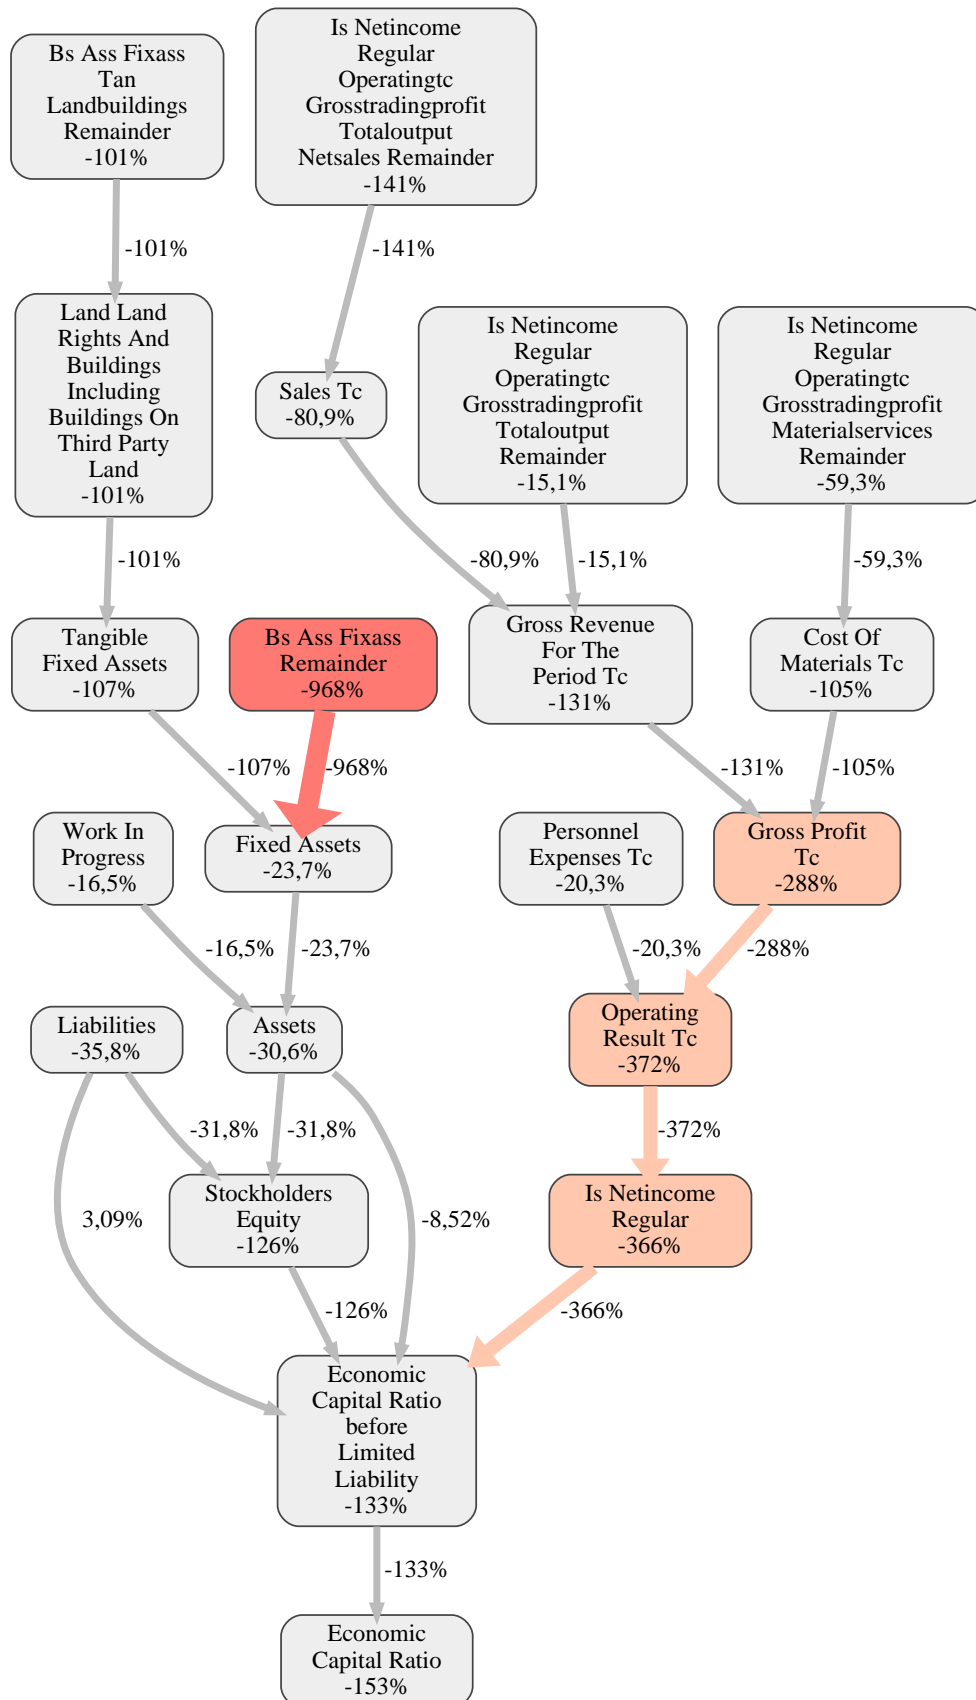 Bs Ass Fixass
Tan
Landbuildings
Remainder
-101%
Is Netincome
Regular
Operatingtc
Grosstradingprofit
Totaloutput
Netsales Remainder
-141%
-101%
-141%
Land Land
Rights And
Buildings
Including
Buildings On
Third Party
Land
-101%
Sales Tc
-80,9%
Is Netincome
Regular
Operatingtc
Grosstradingprofit
Totaloutput
Remainder
-15,1%
Is Netincome
Regular
Operatingtc
Grosstradingprofit
Materialservices
Remainder
-59,3%
-101%
-80,9%
-15,1%
-59,3%
Tangible
Fixed Assets
-107%
Bs Ass Fixass
Remainder
-968%
Gross Revenue
For The
Period Tc
-131%
Cost Of
Materials Tc
-105%
-107%
-968%
-131%
-105%
Work In
Progress
-16,5%
Fixed Assets
-23,7%
Personnel
Expenses Tc
-20,3%
Gross Profit
Tc
-288%
-16,5%
-23,7%
-20,3%
-288%
Liabilities
-35,8%
Assets
-30,6%
Operating
Result Tc
-372%
-31,8%
-31,8%
-372%
3,09%
Stockholders
Equity
-126%
-8,52%
Is Netincome
Regular
-366%
-126%
-366%
Economic
Capital Ratio
before
Limited
Liability
-133%
-133%
Economic
Capital Ratio
-153%